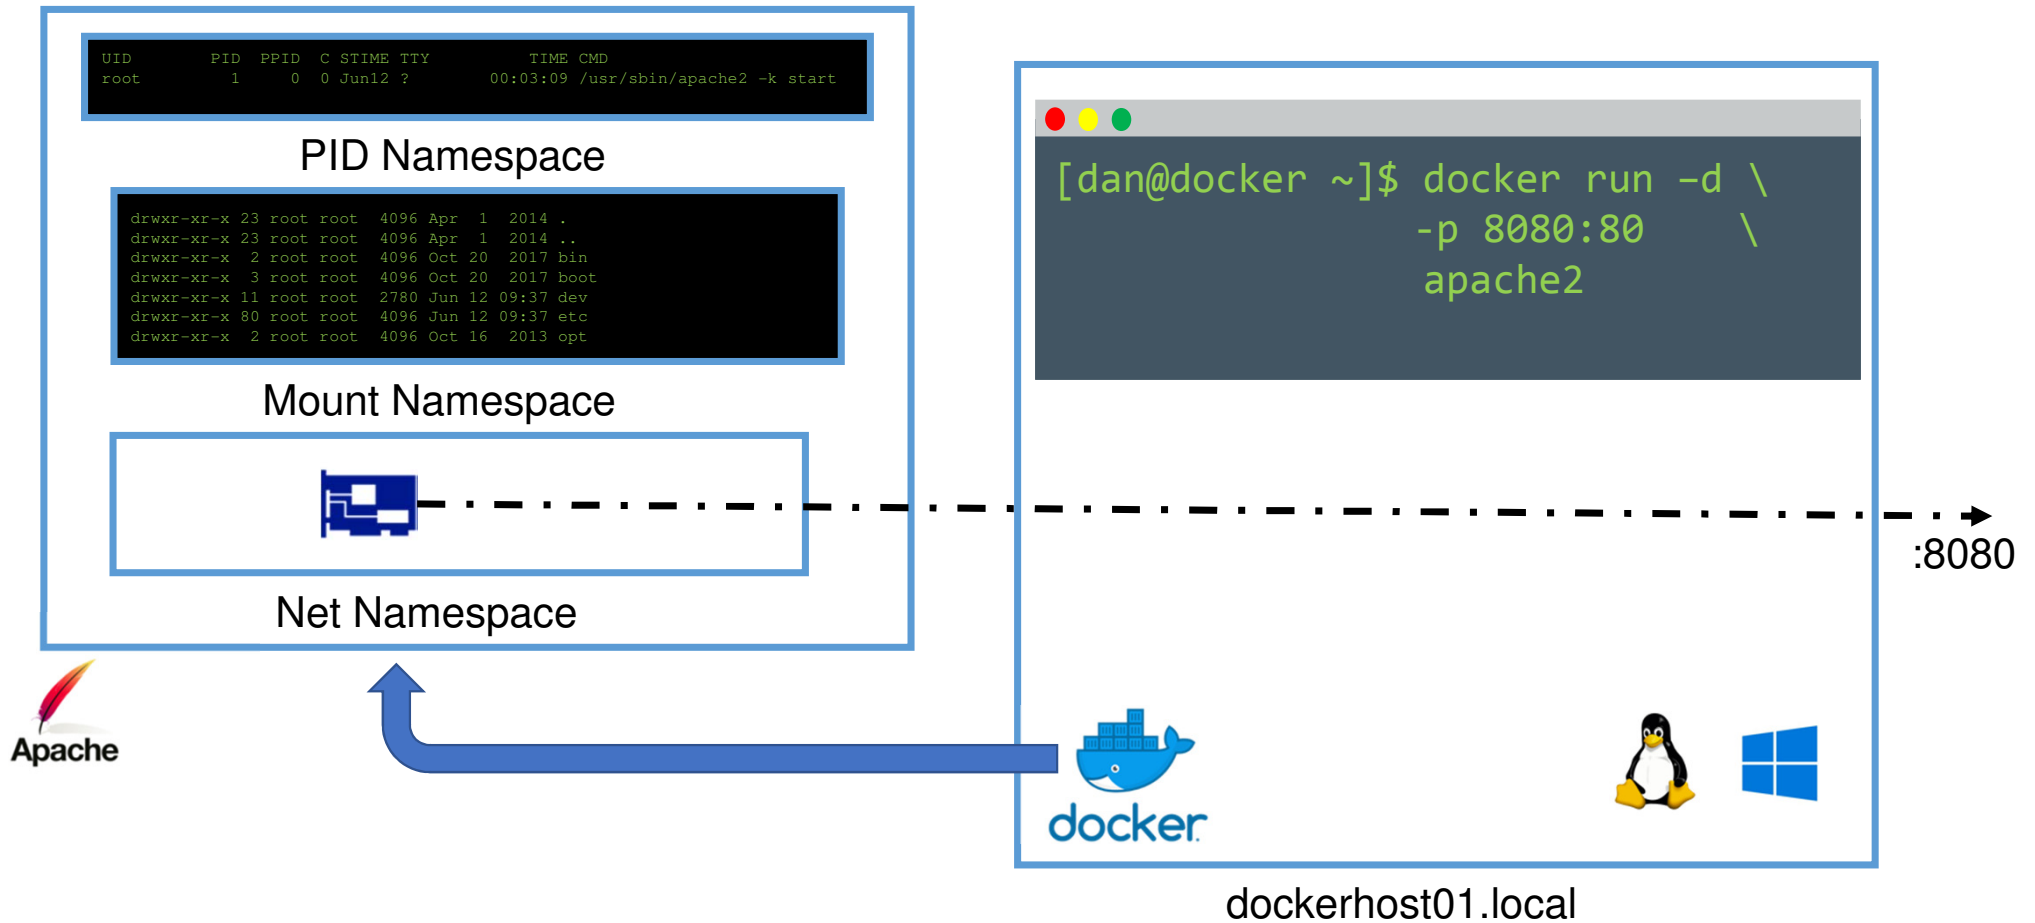 UID        PID  PPID  C STIME TTY          TIME CMD
root         1     0  0 Jun12 ?        00:03:09 /usr/sbin/apache2 -k start
PID Namespace
drwxr-xr-x 23 root root  4096 Apr  1  2014 .
drwxr-xr-x 23 root root  4096 Apr  1  2014 ..
drwxr-xr-x  2 root root  4096 Oct 20  2017 bin
drwxr-xr-x  3 root root  4096 Oct 20  2017 boot
drwxr-xr-x 11 root root  2780 Jun 12 09:37 dev
drwxr-xr-x 80 root root  4096 Jun 12 09:37 etc
drwxr-xr-x  2 root root  4096 Oct 16  2013 opt
Mount Namespace
Net Namespace
Apache
[dan@docker ~]$ docker run –d \
-p 8080:80 \
apache2
:8080
docker
dockerhost01.local